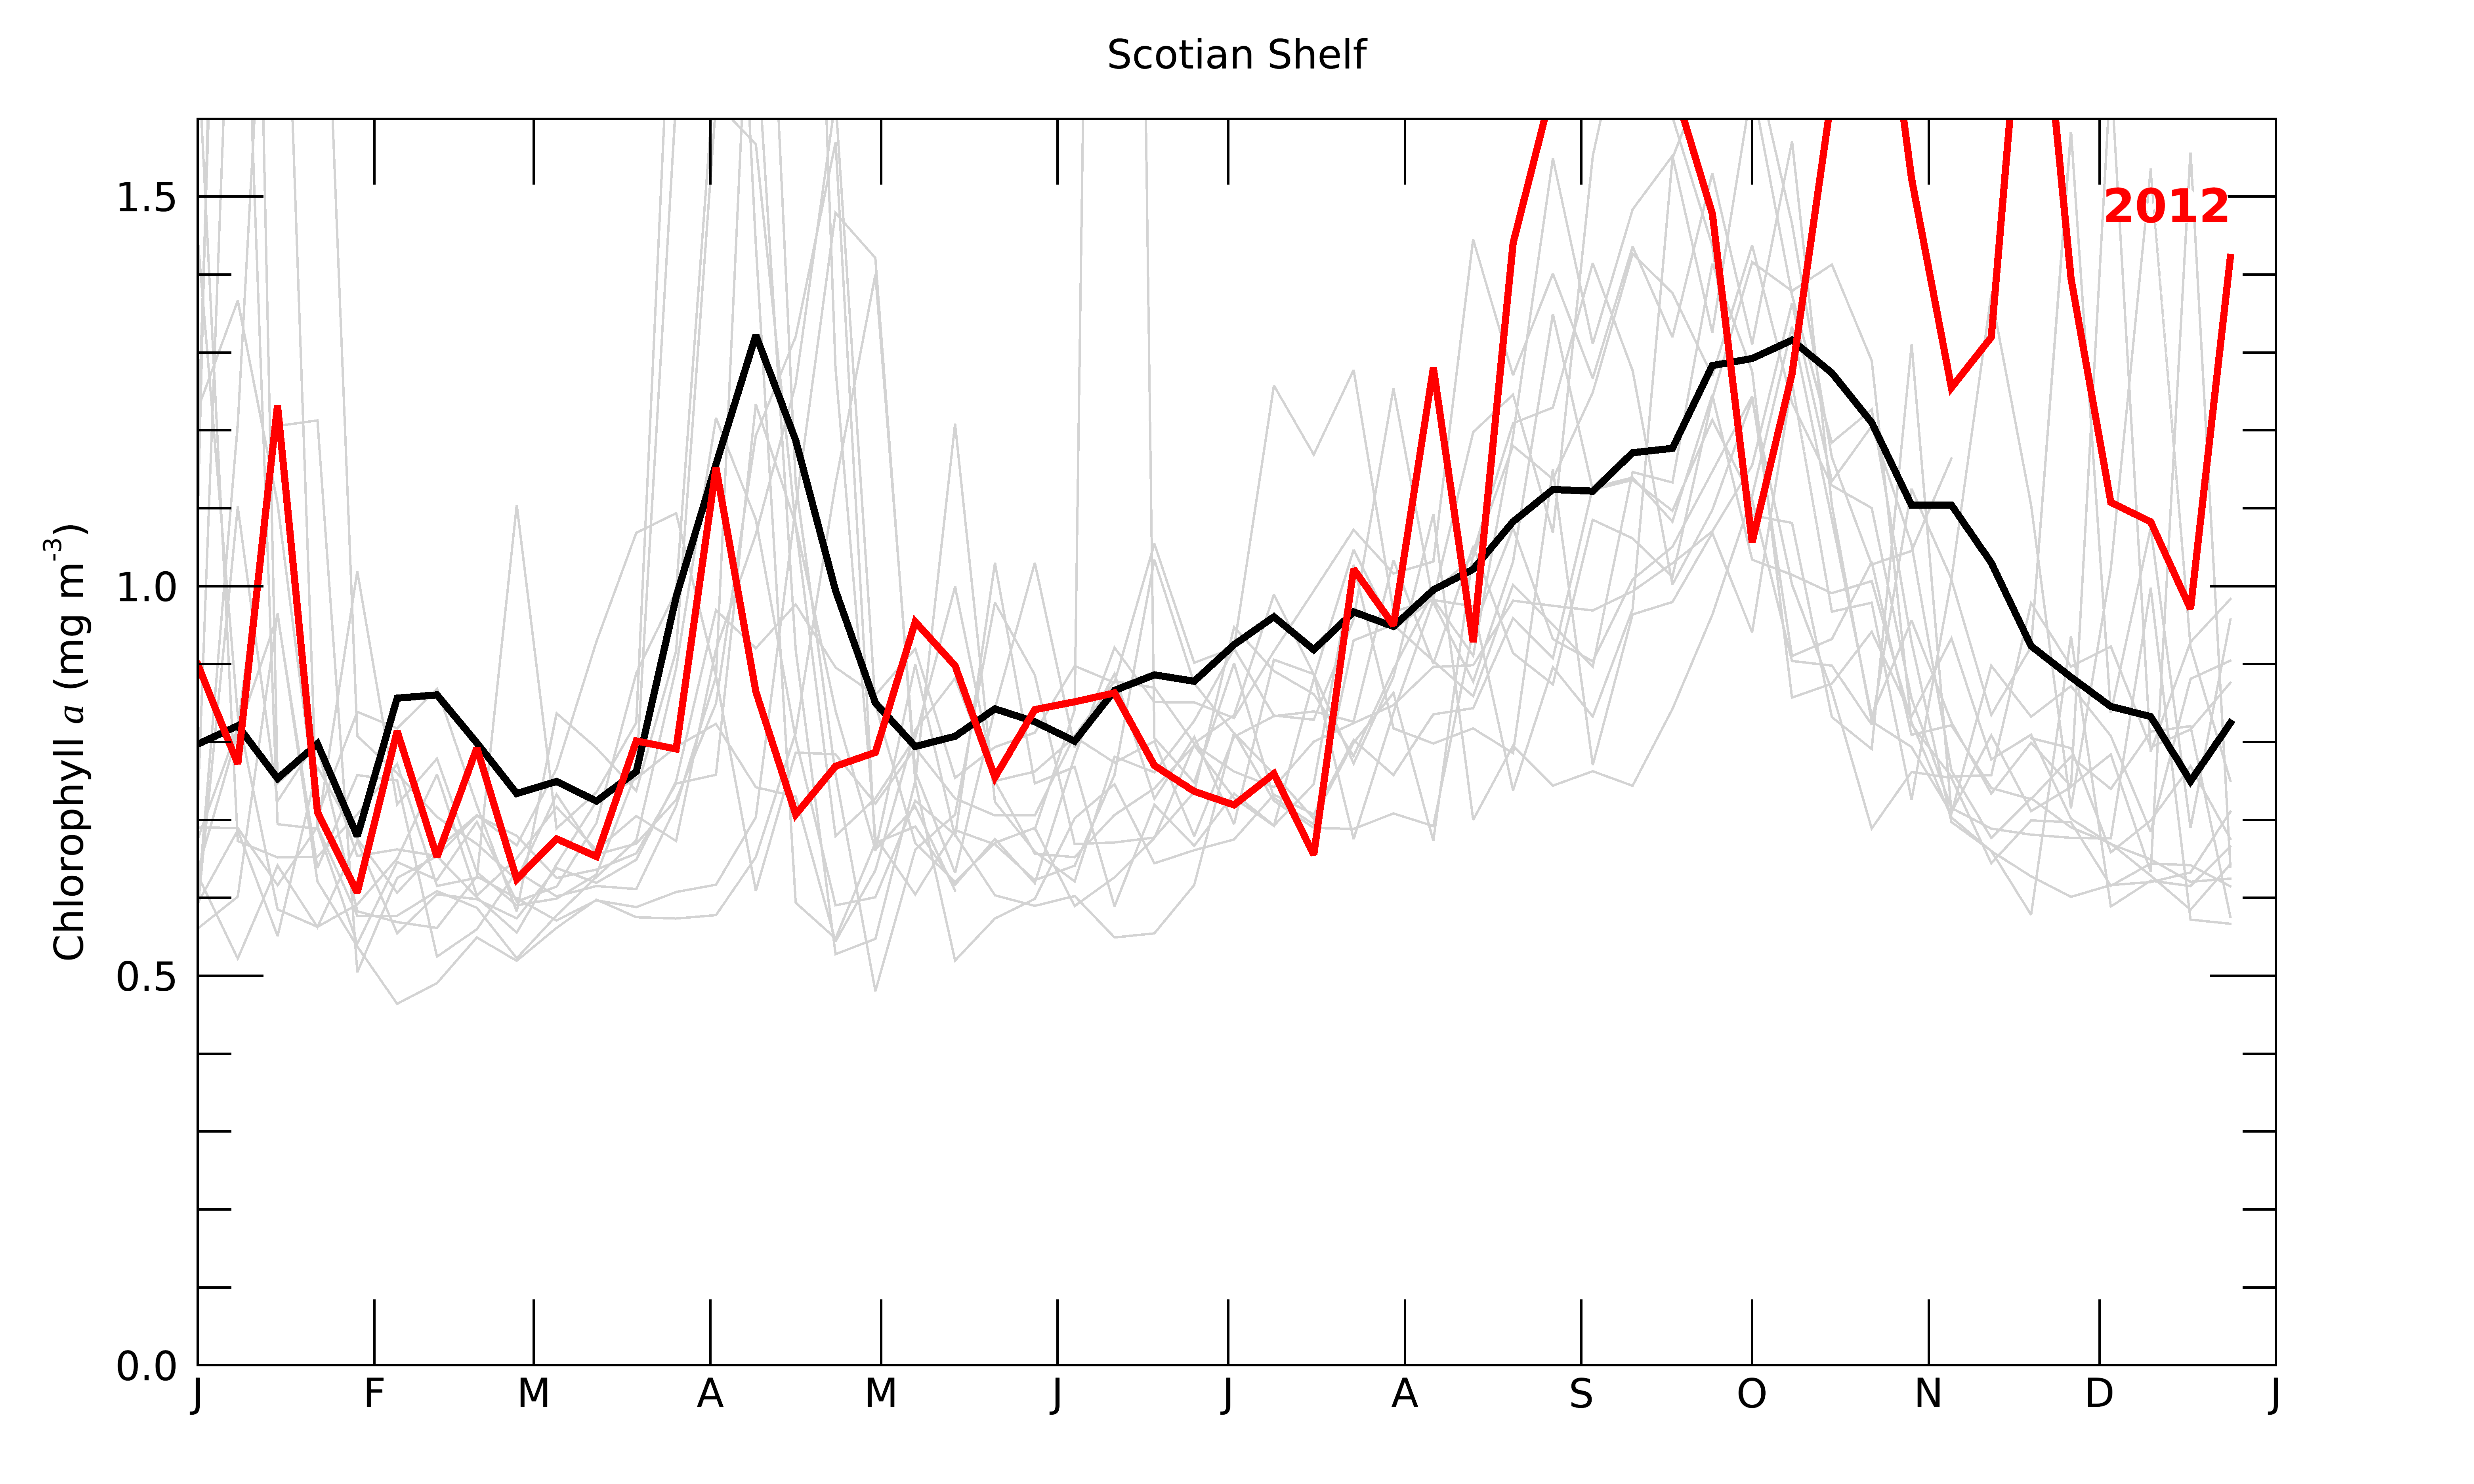 Scotian Shelf
Chlorophyll a (mg m⁻³)
1.5
1.0
0.5
0.0
2012
J F M A M J J A S O N D J